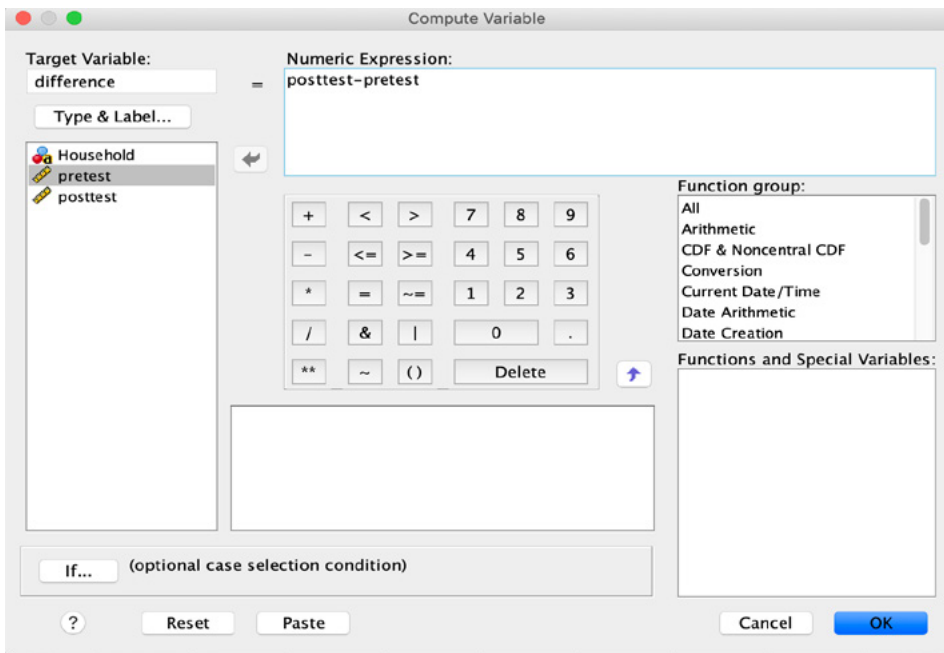 Compute Variable
Target Variable:
difference
=
Numeric Expression:
posttest-pretest
Type & Label...
Household
pretest
posttest
+ < > 7 8 9
- <= >= 4 5 6
* = ~= 1 2 3
/ & | 0 .
** ~ () Delete
Function group:
All
Arithmetic
CDF & Noncentral CDF
Conversion
Current Date/Time
Date Arithmetic
Date Creation
Functions and Special Variables:
If... (optional case selection condition)
? Reset Paste Cancel OK